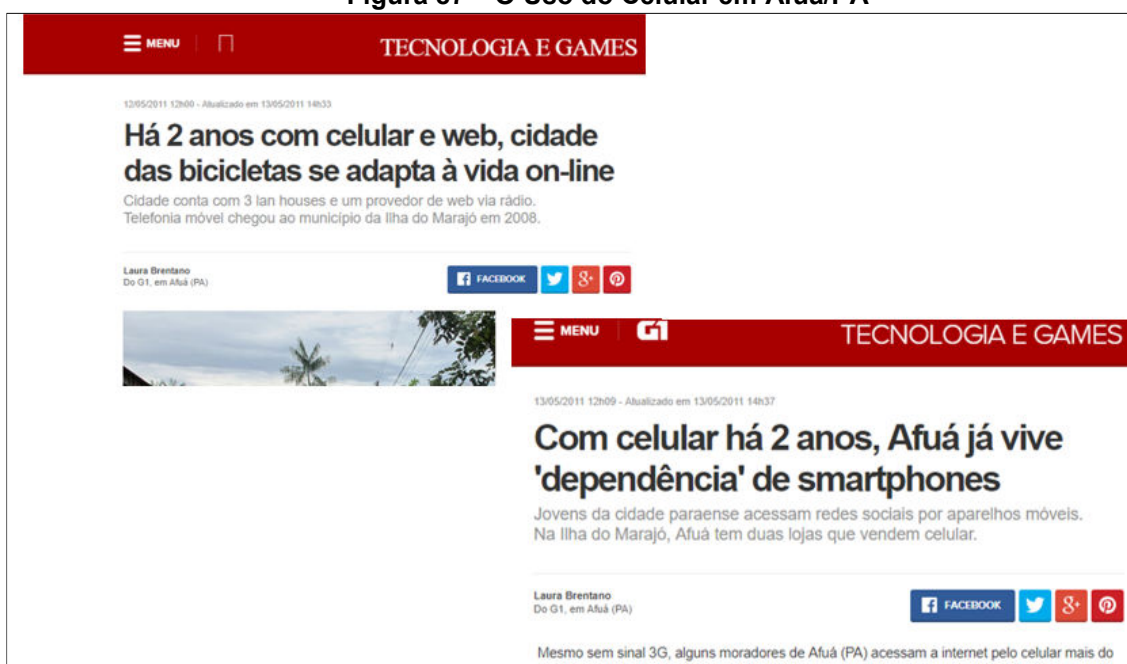 Figura 37 – O Uso do Celular em Afuá/PA
MENU
TECNOLOGIA E GAMES
12/05/2011 12h00 - Atualizado em 13/05/2011 14h33
Há 2 anos com celular e web, cidade
das bicicletas se adapta à vida on-line
Cidade conta com 3 lan houses e um provedor de web via rádio.
Telefonia móvel chegou ao município da Ilha do Marajó em 2008.
Laura Brentano
Do G1, em Afuá (PA)
FACEBOOK
8+
MENU
G1
TECNOLOGIA E GAMES
13/05/2011 12h09 - Atualizado em 13/05/2011 14h37
Com celular há 2 anos, Afuá já vive
'dependência' de smartphones
Jovens da cidade paraense acessam redes sociais por aparelhos móveis.
Na Ilha do Marajó, Afuá tem duas lojas que vendem celular.
Laura Brentano
Do G1, em Afuá (PA)
FACEBOOK
8+
Mesmo sem sinal 3G, alguns moradores de Afuá (PA) acessam a internet pelo celular mais do